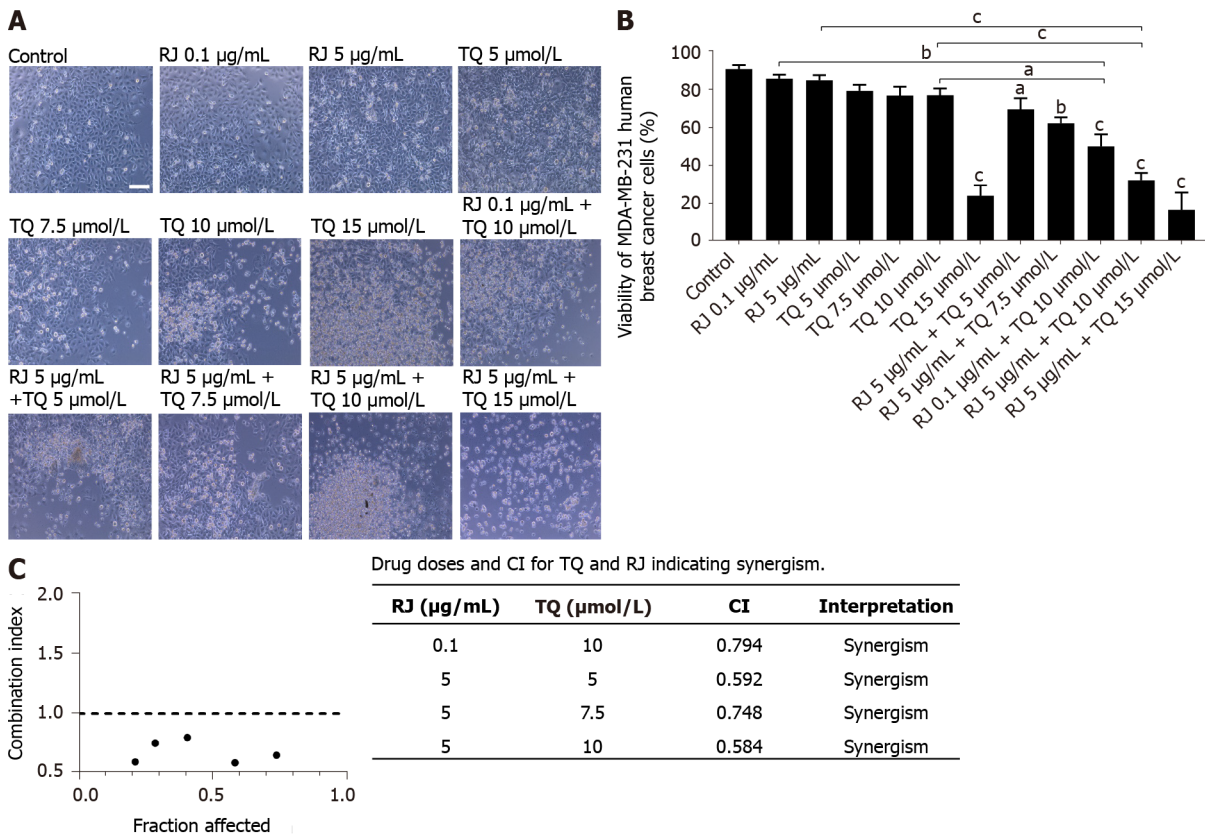 A
Control
RJ 0.1 µg/mL
RJ 5 µg/mL
TQ 5 µmol/L
TQ 7.5 µmol/L
TQ 10 µmol/L
TQ 15 µmol/L
RJ 0.1 µg/mL +
TQ 10 µmol/L
RJ 5 µg/mL
+TQ 5 µmol/L
RJ 5 µg/mL +
TQ 7.5 µmol/L
RJ 5 µg/mL +
TQ 10 µmol/L
RJ 5 µg/mL +
TQ 15 µmol/L
B
Viability of MDA-MB-231 human
breast cancer cells (%)
100
80
60
40
20
0
c
c
b
a
c
a
b
c
c
c
Control
RJ 0.1 µg/mL
RJ 5 µg/mL
TQ 5 µmol/L
TQ 7.5 µmol/L
TQ 10 µmol/L
TQ 15 µmol/L
RJ 5 µg/mL + TQ 5 µmol/L
RJ 5 µg/mL + TQ 7.5 µmol/L
RJ 0.1 µg/mL + TQ 10 µmol/L
RJ 5 µg/mL + TQ 10 µmol/L
RJ 5 µg/mL + TQ 15 µmol/L
C
Combination index
2.0
1.5
1.0
0.5
0.0
0.5
1.0
Fraction affected
Drug doses and CI for TQ and RJ indicating synergism.
RJ (µg/mL) TQ (µmol/L) CI Interpretation
0.1 10 0.794 Synergism
5 5 0.592 Synergism
5 7.5 0.748 Synergism
5 10 0.584 Synergism